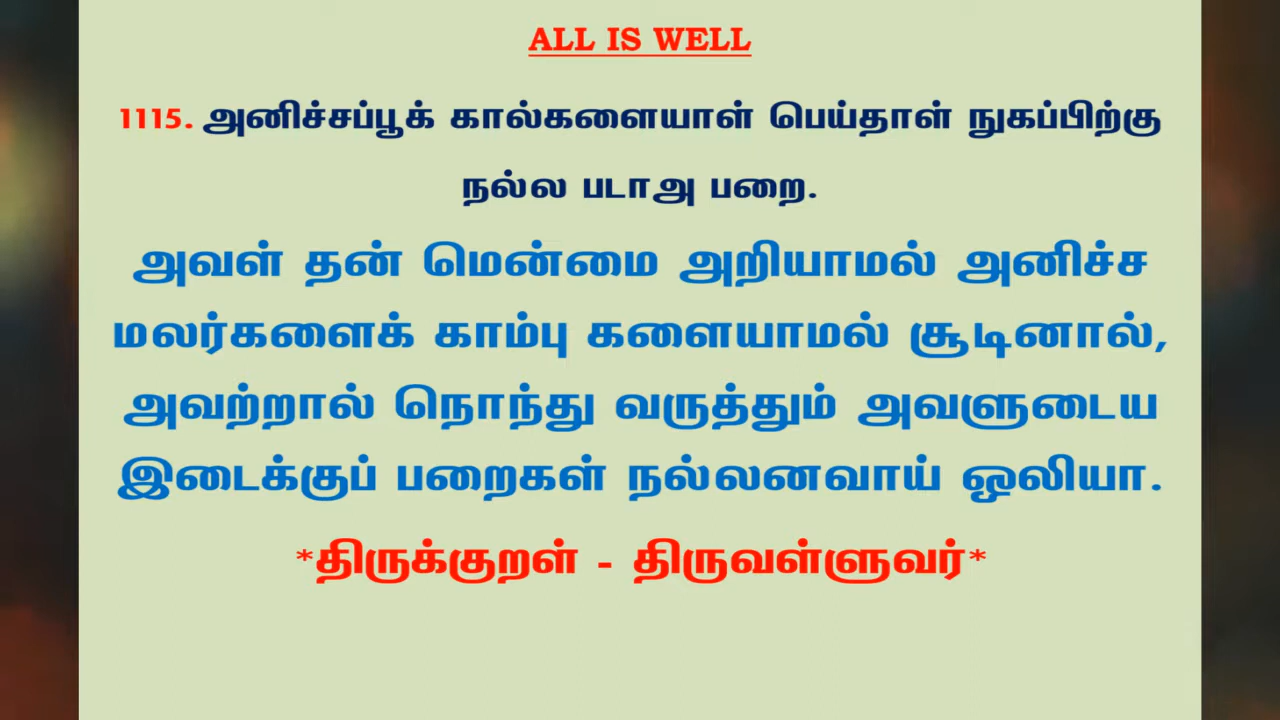 ALL IS WELL
1115. அனிச்சப்பூக் கால்களையாள் பெய்தாள் நுகப்பிற்கு
நல்ல படாஅ பறை.
அவள் தன் மென்மை அறியாமல் அனிச்ச
மலர்களைக் காம்பு களையாமல் சூடினால்,
அவற்றால் நொந்து வருத்தும் அவளுடைய
இடைக்குப் பறைகள் நல்லனவாய் ஒலியா.
*திருக்குறள் - திருவள்ளுவர்*